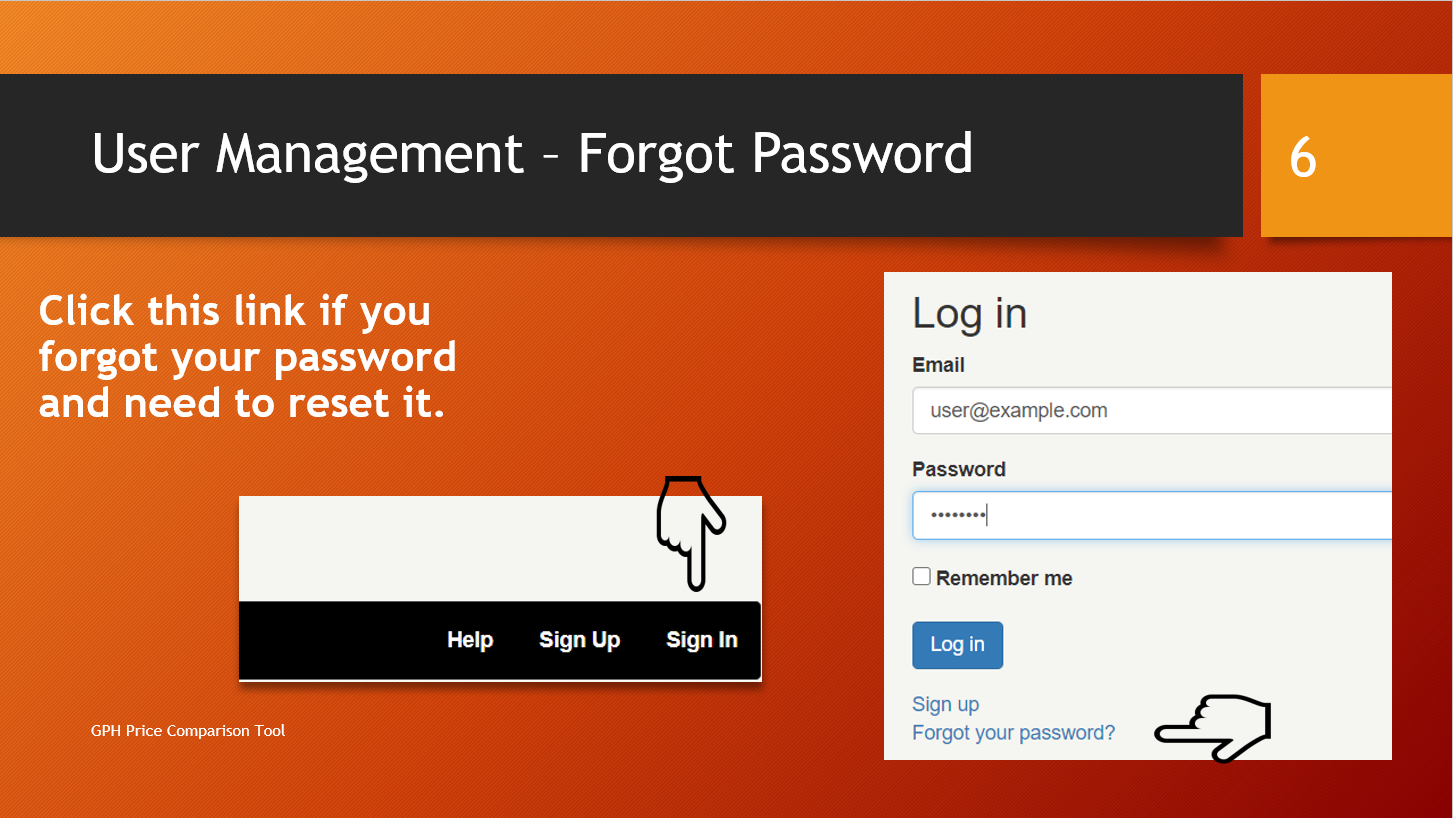 User Management – Forgot Password
6
Click this link if you
forgot your password
and need to reset it.
Help Sign Up Sign In
Log in
Email
user@example.com
Password
••••••••
Remember me
Log in
Sign up
Forgot your password?
GPH Price Comparison Tool